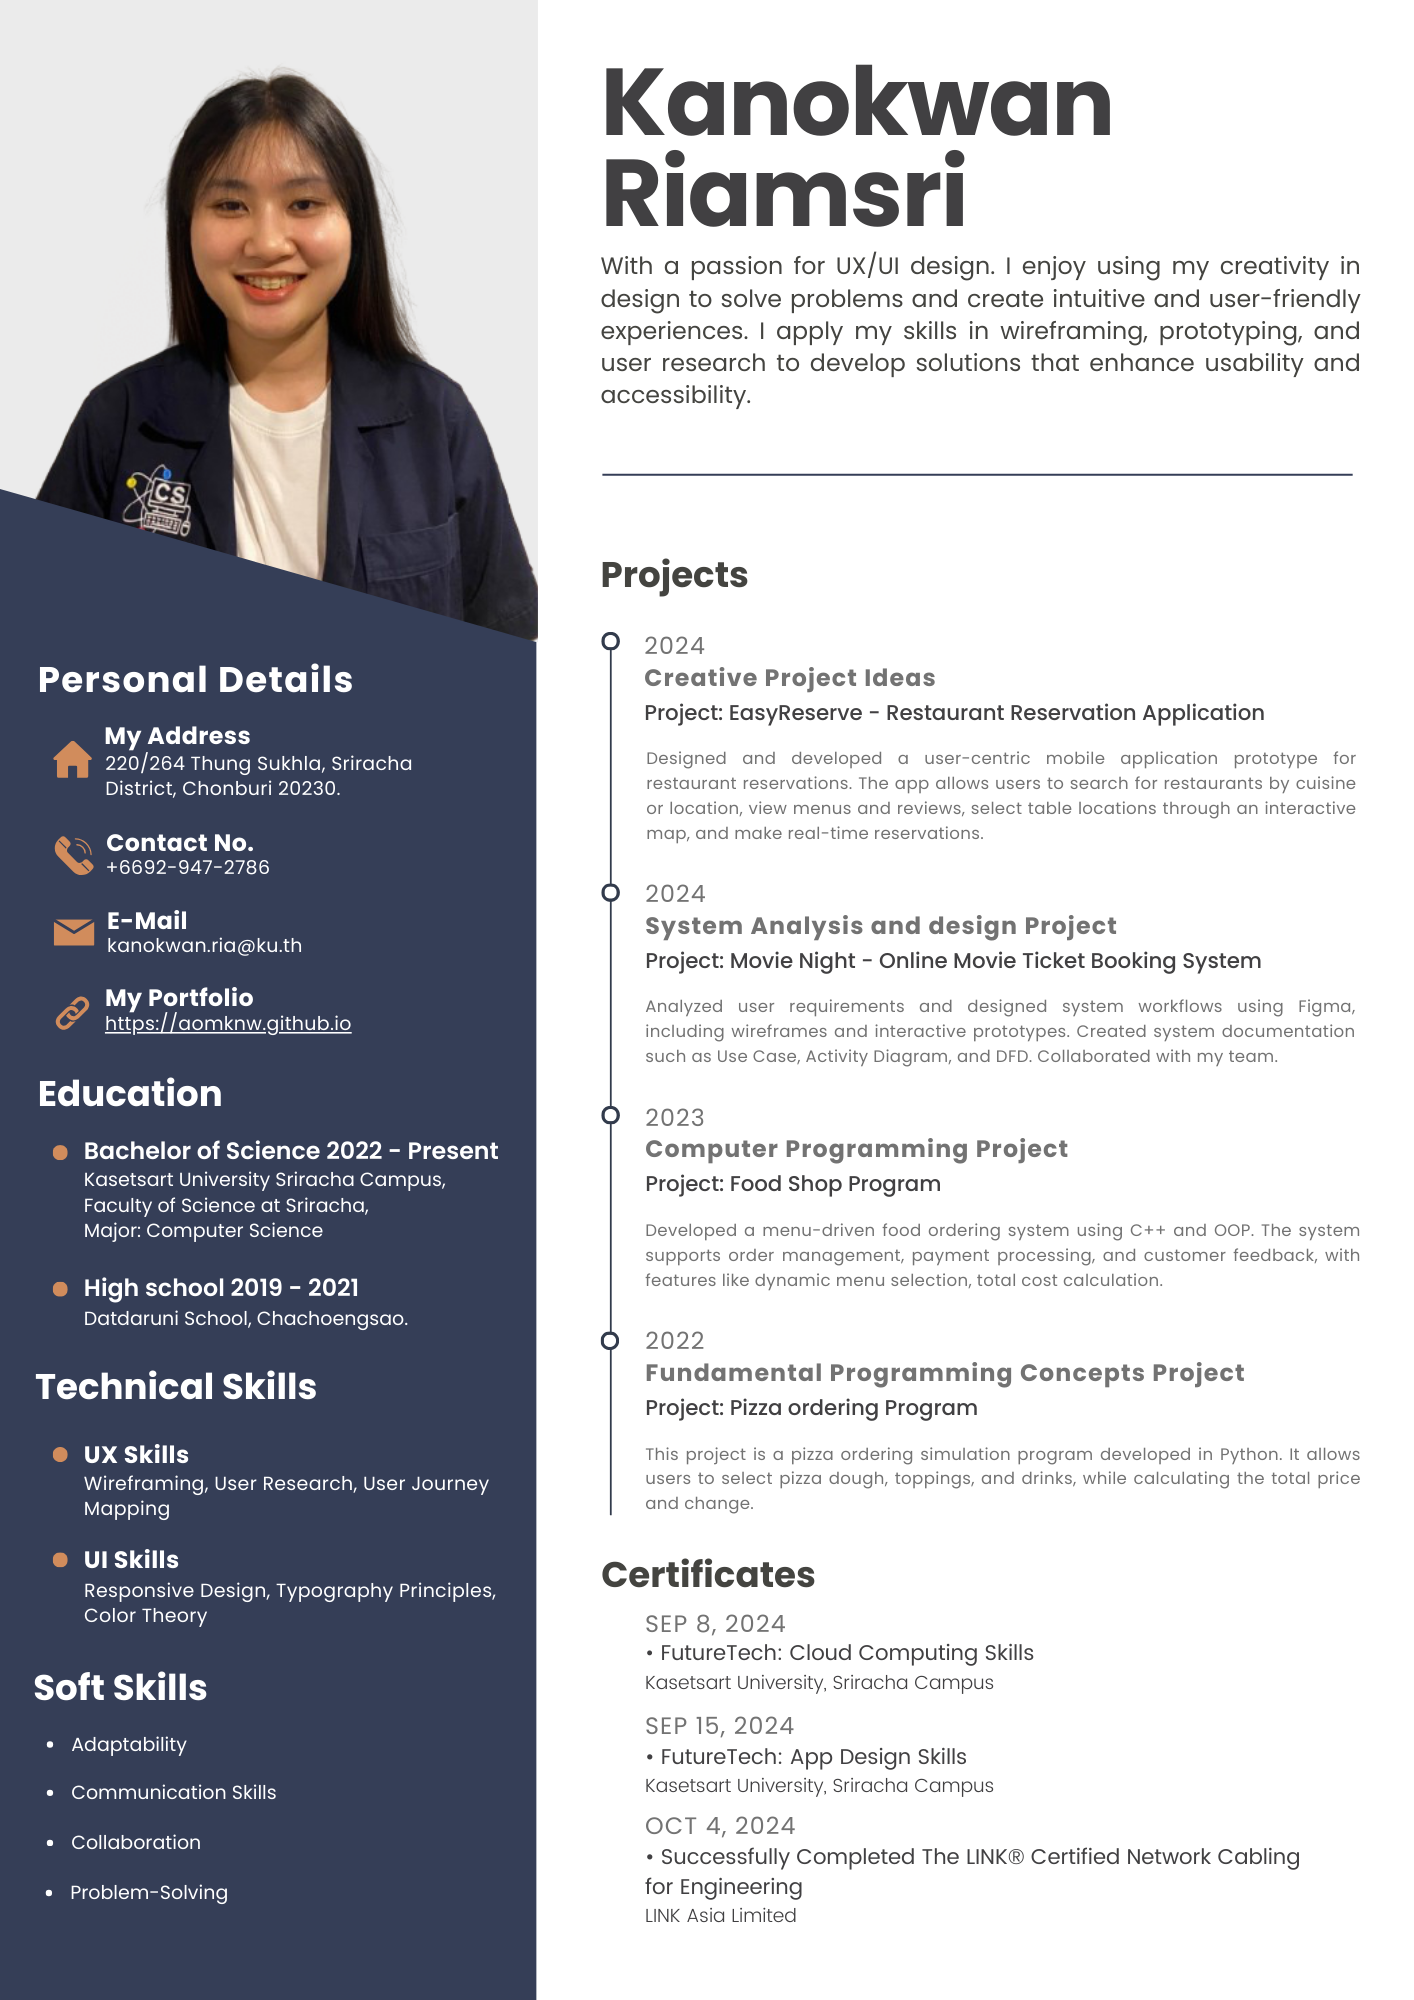 Kanokwan
Riamsri
With a passion for UX/UI design. I enjoy using my creativity in
design to solve problems and create intuitive and user-friendly
experiences. I apply my skills in wireframing, prototyping, and
user research to develop solutions that enhance usability and
accessibility.
CS
Personal Details
My Address
220/264 Thung Sukhla, Sriracha
District, Chonburi 20230.
Contact No.
+6692-947-2786
E-Mail
kanokwan.ria@ku.th
My Portfolio
https://aomknw.github.io
Education
Bachelor of Science 2022 - Present
Kasetsart University Sriracha Campus,
Faculty of Science at Sriracha,
Major: Computer Science
High school 2019 - 2021
Datdaruni School, Chachoengsao.
Technical Skills
UX Skills
Wireframing, User Research, User Journey
Mapping
UI Skills
Responsive Design, Typography Principles,
Color Theory
Soft Skills
• Adaptability
• Communication Skills
• Collaboration
• Problem-Solving
Projects
2024
Creative Project Ideas
Project: EasyReserve - Restaurant Reservation Application
Designed and developed a user-centric mobile application prototype for
restaurant reservations. The app allows users to search for restaurants by cuisine
or location, view menus and reviews, select table locations through an interactive
map, and make real-time reservations.
2024
System Analysis and design Project
Project: Movie Night - Online Movie Ticket Booking System
Analyzed user requirements and designed system workflows using Figma,
including wireframes and interactive prototypes. Created system documentation
such as Use Case, Activity Diagram, and DFD. Collaborated with my team.
2023
Computer Programming Project
Project: Food Shop Program
Developed a menu-driven food ordering system using C++ and OOP. The system
supports order management, payment processing, and customer feedback, with
features like dynamic menu selection, total cost calculation.
2022
Fundamental Programming Concepts Project
Project: Pizza ordering Program
This project is a pizza ordering simulation program developed in Python. It allows
users to select pizza dough, toppings, and drinks, while calculating the total price
and change.
Certificates
SEP 8, 2024
• FutureTech: Cloud Computing Skills
Kasetsart University, Sriracha Campus
SEP 15, 2024
• FutureTech: App Design Skills
Kasetsart University, Sriracha Campus
OCT 4, 2024
• Successfully Completed The LINK® Certified Network Cabling
for Engineering
LINK Asia Limited